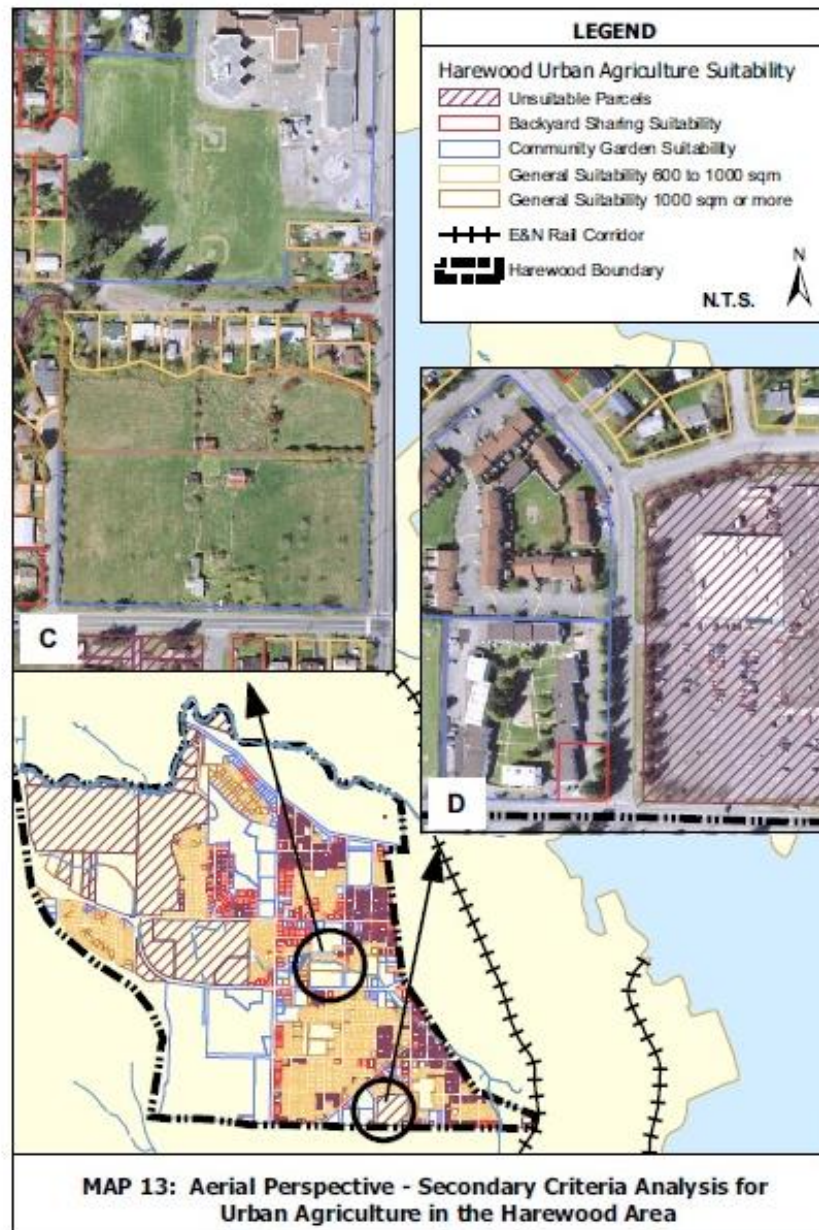 LEGEND
Harewood Urban Agriculture Suitability
Unsuitable Parcels
Backyard Sharing Suitability
Community Garden Suitability
General Suitability 600 to 1000 sqm
General Suitability 1000 sqm or more
E&N Rail Corridor
Harewood Boundary
N
N.T.S.
C
D
MAP 13: Aerial Perspective - Secondary Criteria Analysis for
Urban Agriculture in the Harewood Area